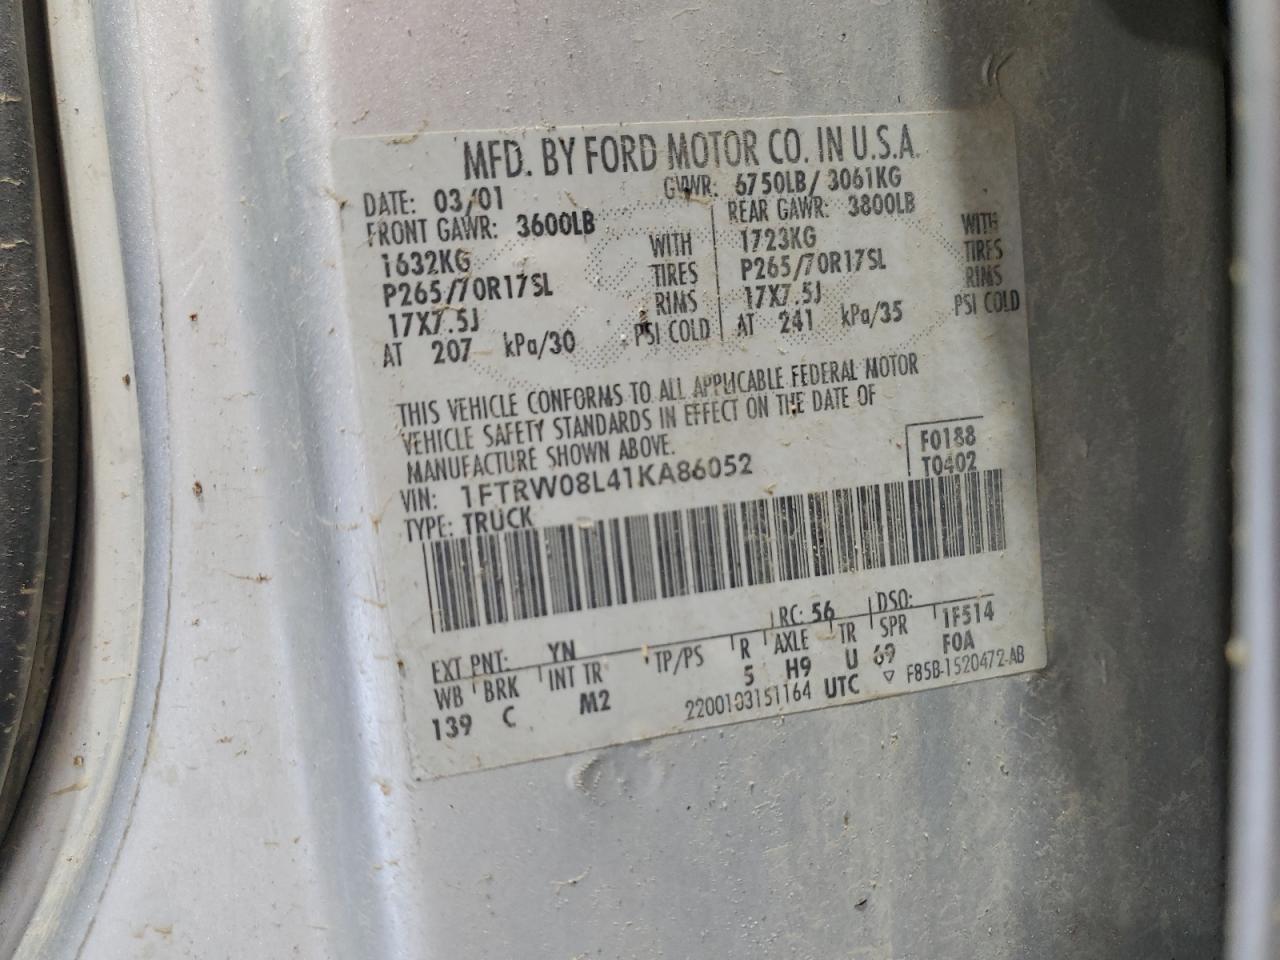 MFD. BY FORD MOTOR CO. IN U.S.A.
DATE: 03/01 GVWR: 6750LB/ 3061KG
FRONT GAWR: 3600LB REAR GAWR: 3800LB
1632KG WITH 1723KG WITH
P265/70R17SL TIRES P265/70R17SL TIRES
17X7.5J RIMS 17X7.5J RIMS
AT 207 kPa/30 PSI COLD AT 241 kPa/35 PSI COLD
THIS VEHICLE CONFORMS TO ALL APPLICABLE FEDERAL MOTOR
VEHICLE SAFETY STANDARDS IN EFFECT ON THE DATE OF
MANUFACTURE SHOWN ABOVE.
F0188
VIN: 1FTRW08L41KA86052 T0402
TYPE: TRUCK
EXT PNT: YN RC: 56 DSO:
WB BRK INT TR TP/PS R AXLE TR SPR 1F514
139 C M2 5 H9 U 69 FOA
2200103151164 UTC ▽ F85B-1520472-AB